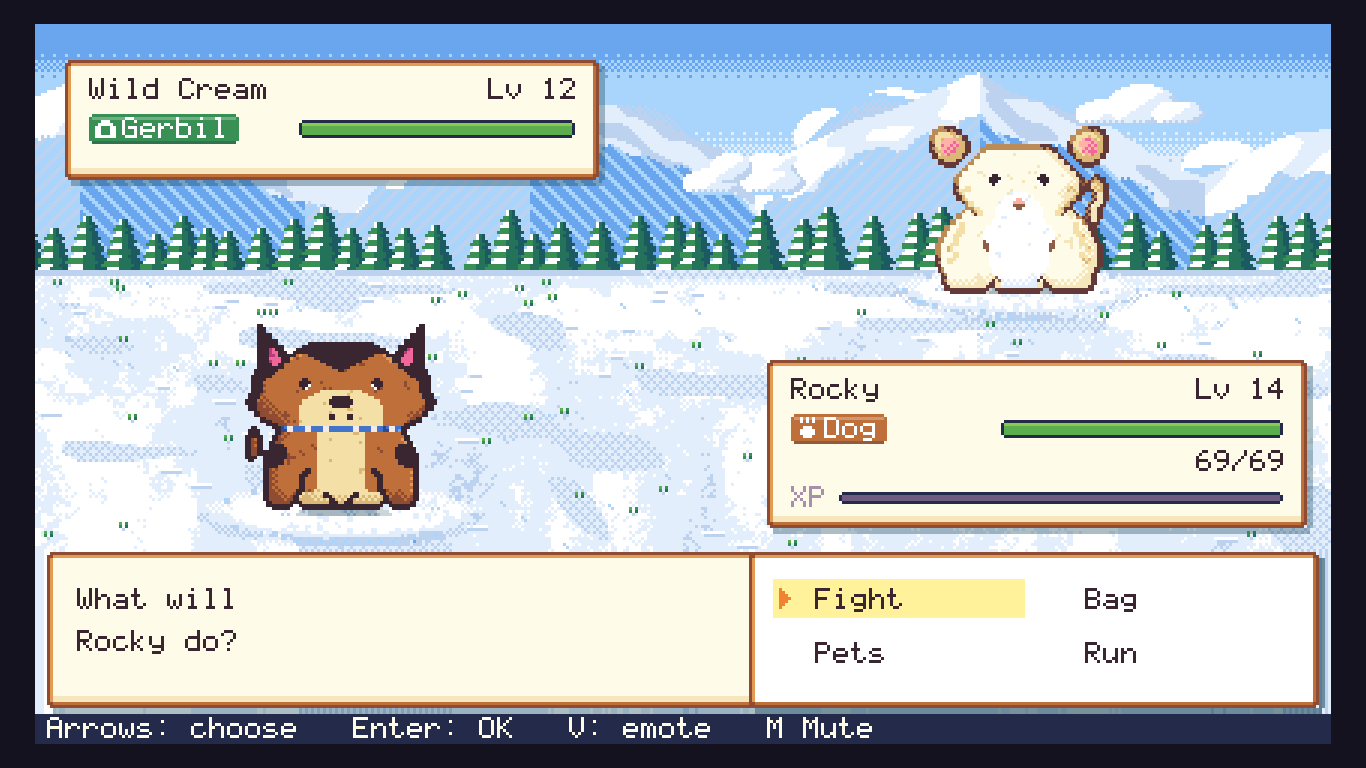 Wild Cream Lv 12
Gerbil
Rocky Lv 14
Dog
69/69
XP
What will
Rocky do?
Fight Bag
Pets Run
Arrows: choose Enter: OK V: emote M Mute